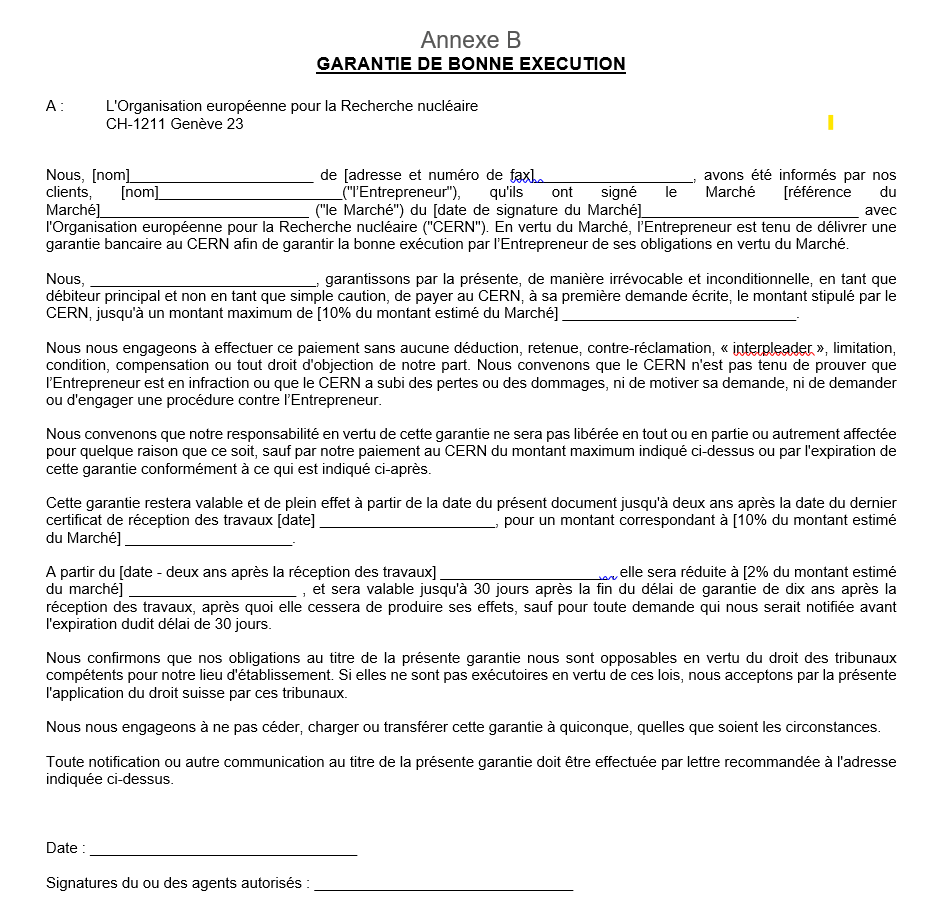 Annexe B
GARANTIE DE BONNE EXECUTION
A : L'Organisation européenne pour la Recherche nucléaire
CH-1211 Genève 23
Nous, [nom]______________________ de [adresse et numéro de fax]___________________, avons été informés par nos
clients, [nom]______________________("l’Entrepreneur"), qu'ils ont signé le Marché [référence du
Marché]_________________________ ("le Marché") du [date de signature du Marché]__________________________ avec
l'Organisation européenne pour la Recherche nucléaire ("CERN"). En vertu du Marché, l’Entrepreneur est tenu de délivrer une
garantie bancaire au CERN afin de garantir la bonne exécution par l’Entrepreneur de ses obligations en vertu du Marché.
Nous, ___________________________, garantissons par la présente, de manière irrévocable et inconditionnelle, en tant que
débiteur principal et non en tant que simple caution, de payer au CERN, à sa première demande écrite, le montant stipulé par le
CERN, jusqu'à un montant maximum de [10% du montant estimé du Marché] ____________________________.
Nous nous engageons à effectuer ce paiement sans aucune déduction, retenue, contre-réclamation, « interpleader », limitation,
condition, compensation ou tout droit d'objection de notre part. Nous convenons que le CERN n'est pas tenu de prouver que
l’Entrepreneur est en infraction ou que le CERN a subi des pertes ou des dommages, ni de motiver sa demande, ni de demander
ou d'engager une procédure contre l’Entrepreneur.
Nous convenons que notre responsabilité en vertu de cette garantie ne sera pas libérée en tout ou en partie ou autrement affectée
pour quelque raison que ce soit, sauf par notre paiement au CERN du montant maximum indiqué ci-dessus ou par l'expiration de
cette garantie conformément à ce qui est indiqué ci-après.
Cette garantie restera valable et de plein effet à partir de la date du présent document jusqu'à deux ans après la date du dernier
certificat de réception des travaux [date] _____________________, pour un montant correspondant à [10% du montant estimé
du Marché] ____________________.
A partir du [date - deux ans après la réception des travaux] _____________________ elle sera réduite à [2% du montant estimé
du marché] ____________________ , et sera valable jusqu'à 30 jours après la fin du délai de garantie de dix ans après la
réception des travaux, après quoi elle cessera de produire ses effets, sauf pour toute demande qui nous serait notifiée avant
l'expiration dudit délai de 30 jours.
Nous confirmons que nos obligations au titre de la présente garantie nous sont opposables en vertu du droit des tribunaux
compétents pour notre lieu d'établissement. Si elles ne sont pas exécutoires en vertu de ces lois, nous acceptons par la présente
l'application du droit suisse par ces tribunaux.
Nous nous engageons à ne pas céder, charger ou transférer cette garantie à quiconque, quelles que soient les circonstances.
Toute notification ou autre communication au titre de la présente garantie doit être effectuée par lettre recommandée à l'adresse
indiquée ci-dessus.
Date : ________________________________
Signatures du ou des agents autorisés : _______________________________